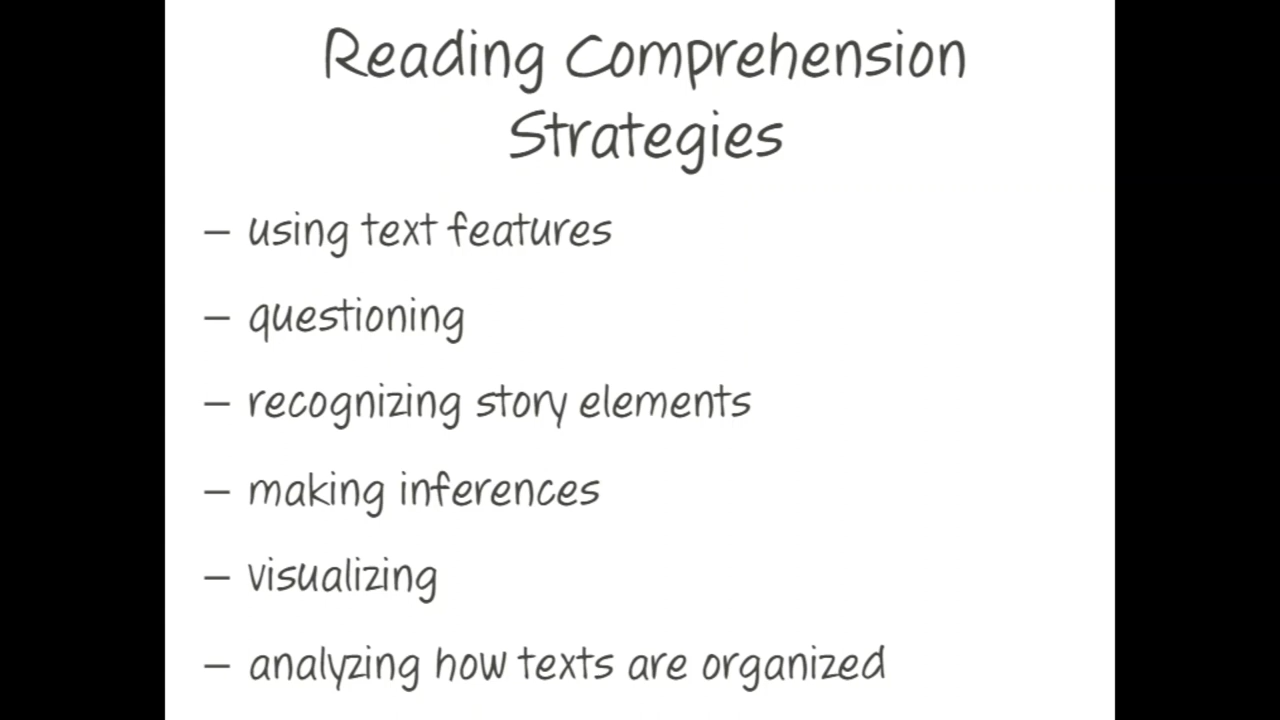 Reading Comprehension
Strategies
– using text features
– questioning
– recognizing story elements
– making inferences
– visualizing
– analyzing how texts are organized